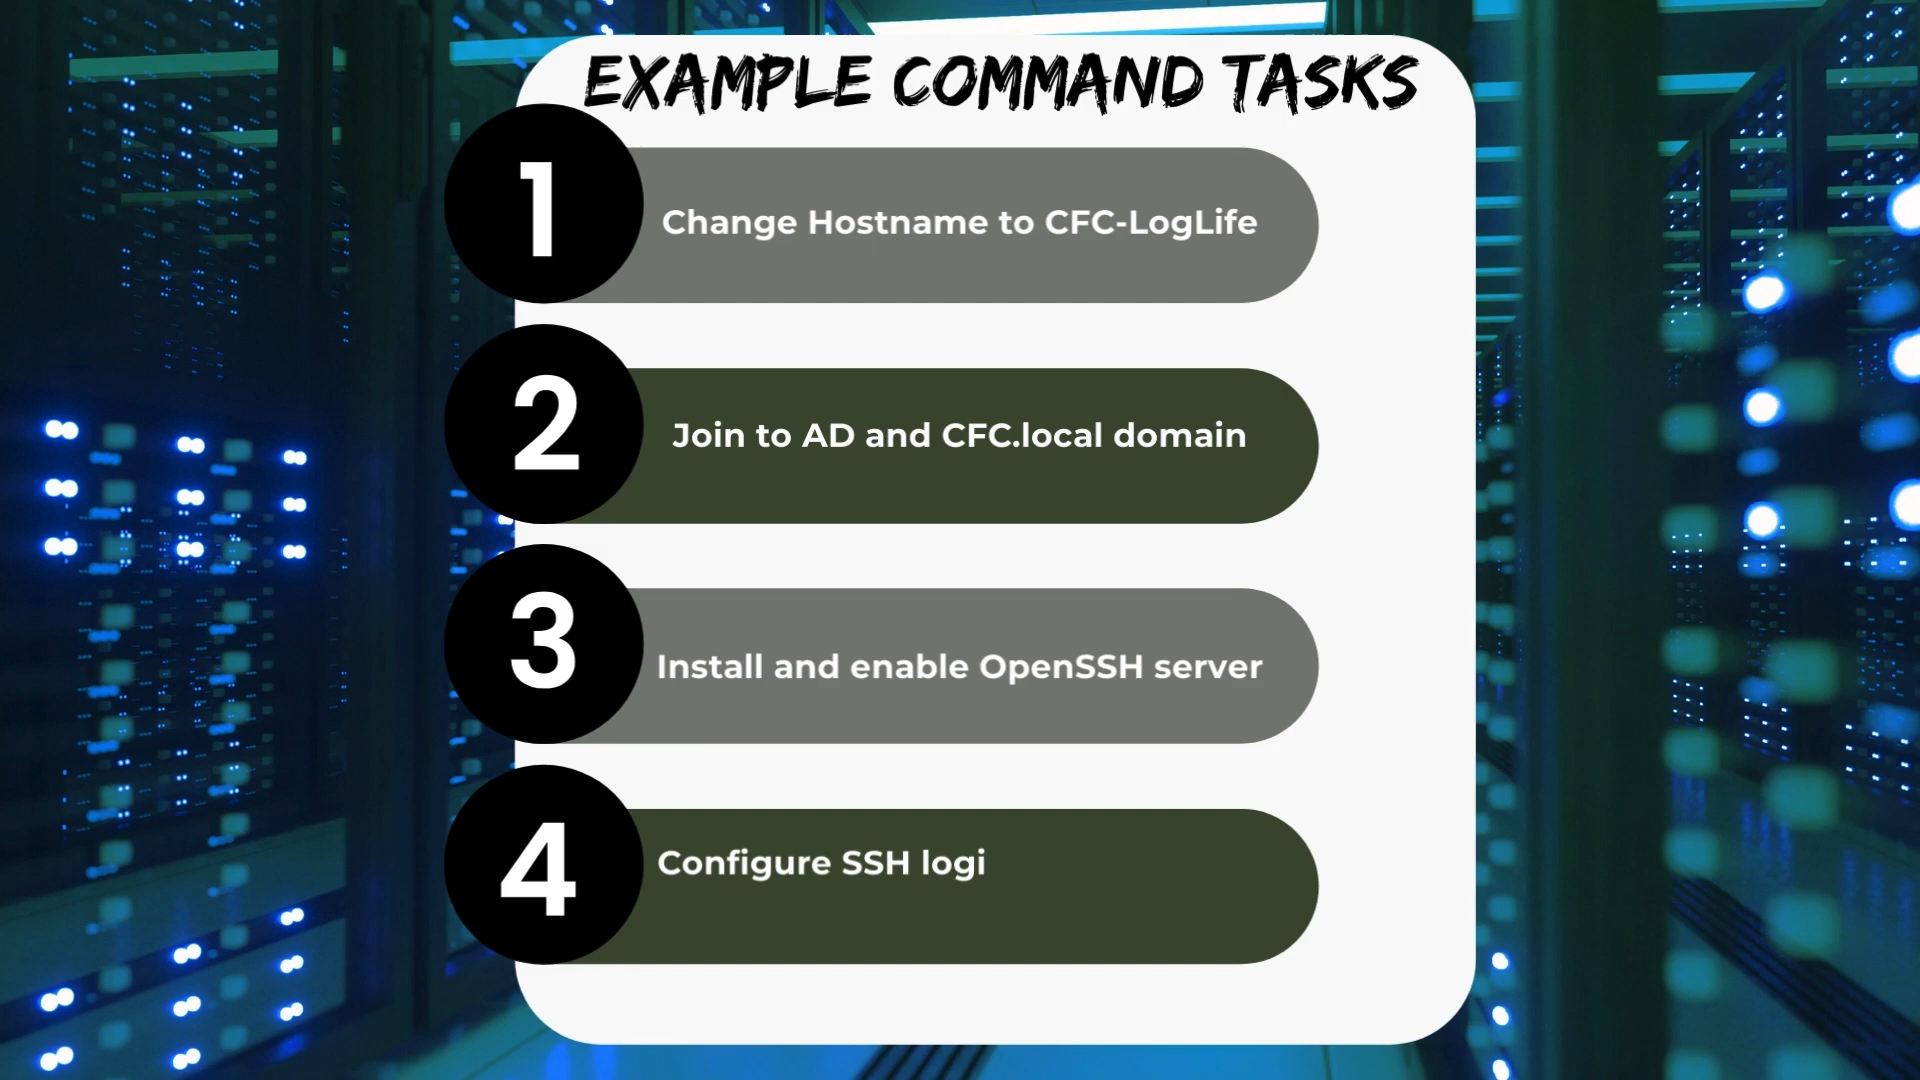 EXAMPLE COMMAND TASKS
1
Change Hostname to CFC-LogLife
2
Join to AD and CFC.local domain
3
Install and enable OpenSSH server
4
Configure SSH logi